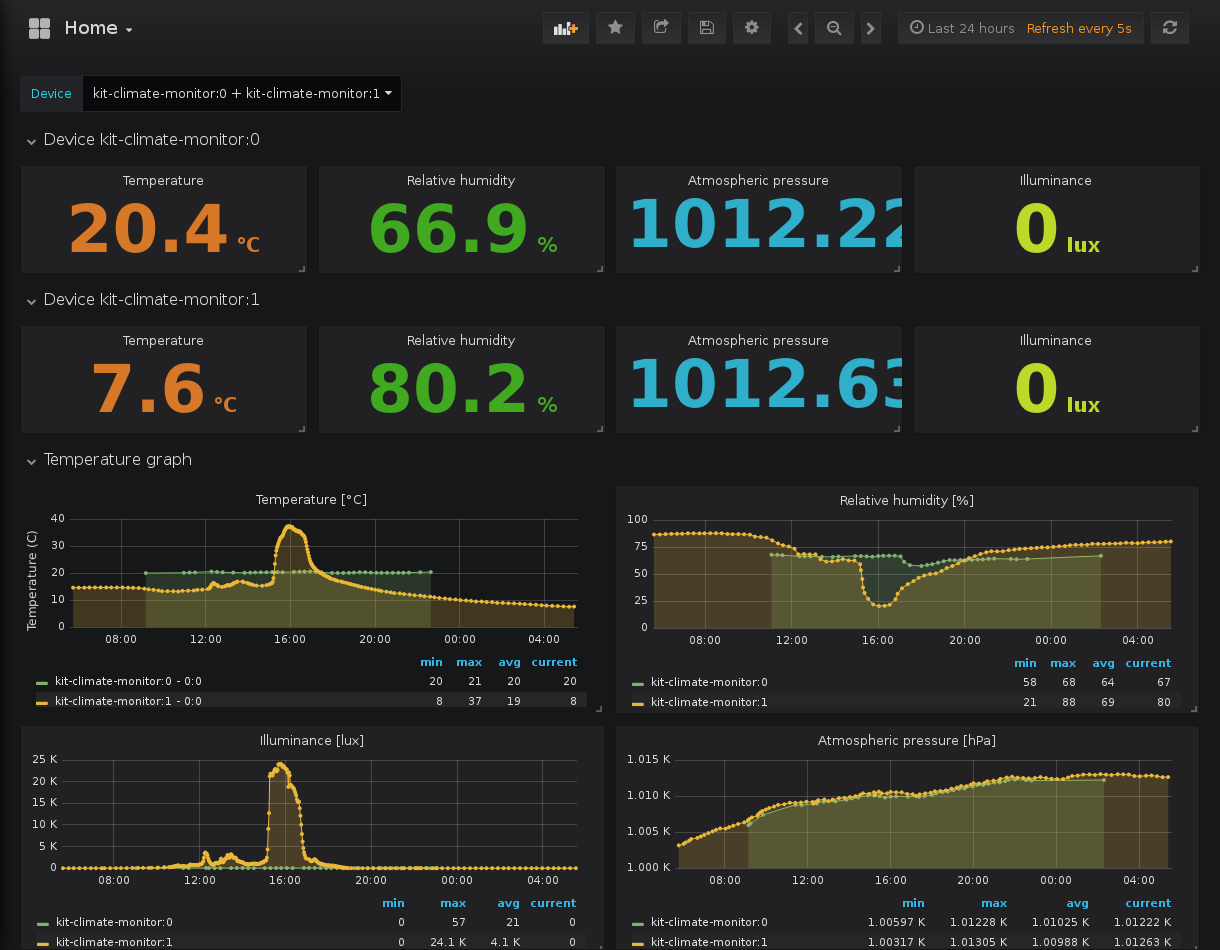 Home
Last 24 hours Refresh every 5s
Device kit-climate-monitor:0 + kit-climate-monitor:1
Device kit-climate-monitor:0
Temperature Relative humidity Atmospheric pressure Illuminance
20.4 °C 66.9 % 1012.22 0 lux
Device kit-climate-monitor:1
Temperature Relative humidity Atmospheric pressure Illuminance
7.6 °C 80.2 % 1012.63 0 lux
Temperature graph
Temperature [°C]
Temperature (C)
40
30
20
10
0
08:00 12:00 16:00 20:00 00:00 04:00
min max avg current
kit-climate-monitor:0 - 0:0 20 21 20 20
kit-climate-monitor:1 - 0:0 8 37 19 8
Relative humidity [%]
100
75
50
25
0
08:00 12:00 16:00 20:00 00:00 04:00
min max avg current
kit-climate-monitor:0 58 68 64 67
kit-climate-monitor:1 21 88 69 80
Illuminance [lux]
25 K
20 K
15 K
10 K
5 K
0
08:00 12:00 16:00 20:00 00:00 04:00
min max avg current
kit-climate-monitor:0 0 57 21 0
kit-climate-monitor:1 0 24.1 K 4.1 K 0
Atmospheric pressure [hPa]
1.015 K
1.010 K
1.005 K
1.000 K
08:00 12:00 16:00 20:00 00:00 04:00
min max avg current
kit-climate-monitor:0 1.00597 K 1.01228 K 1.01025 K 1.01222 K
kit-climate-monitor:1 1.00317 K 1.01305 K 1.00988 K 1.01263 K